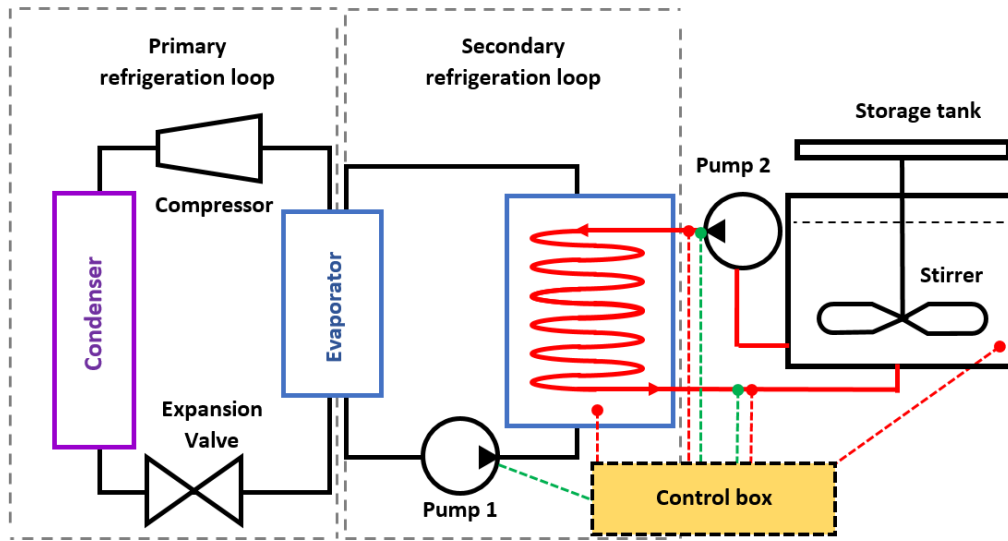 Primary
refrigeration loop
Secondary
refrigeration loop
Storage tank
Pump 2
Compressor
Condenser
Evaporator
Stirrer
Expansion
Valve
Pump 1
Control box